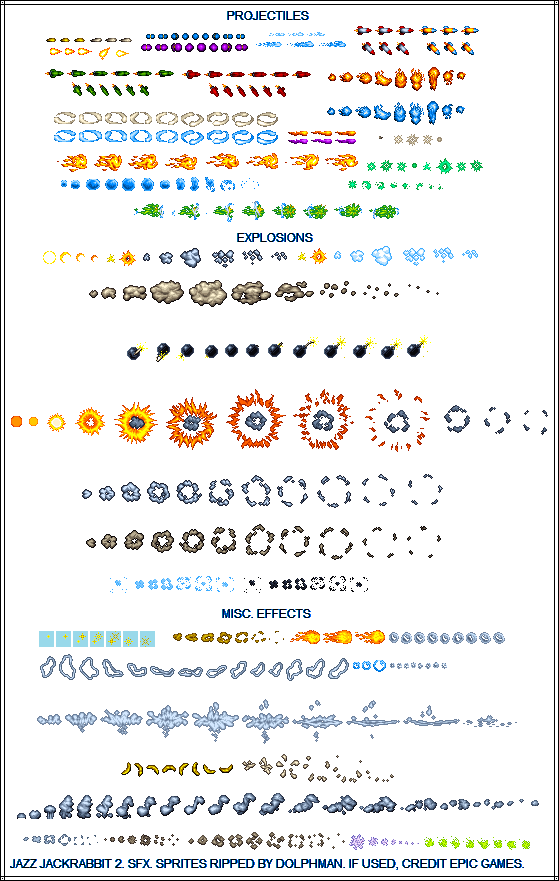 PROJECTILES
EXPLOSIONS
MISC. EFFECTS
JAZZ JACKRABBIT 2. SFX. SPRITES RIPPED BY DOLPHMAN. IF USED, CREDIT EPIC GAMES.